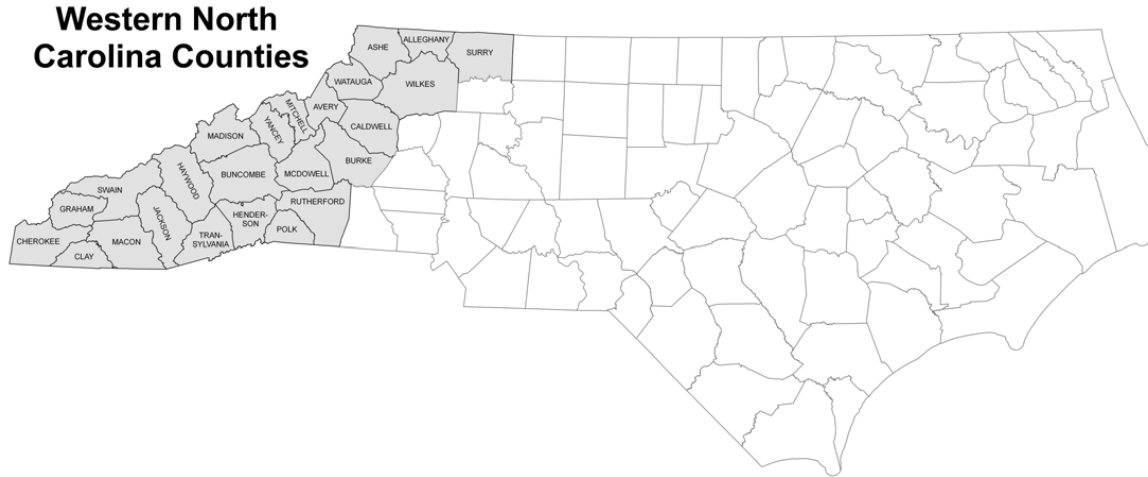 Western North
Carolina Counties
ASHE
ALLEGHANY
SURRY
WATAUGA
WILKES
MITCHELL
AVERY
YANCEY
CALDWELL
MADISON
BURKE
HAYWOOD
BUNCOMBE
MCDOWELL
SWAIN
RUTHERFORD
GRAHAM
JACKSON
HENDER-
SON
POLK
TRAN-
SYLVANIA
CHEROKEE
MACON
CLAY